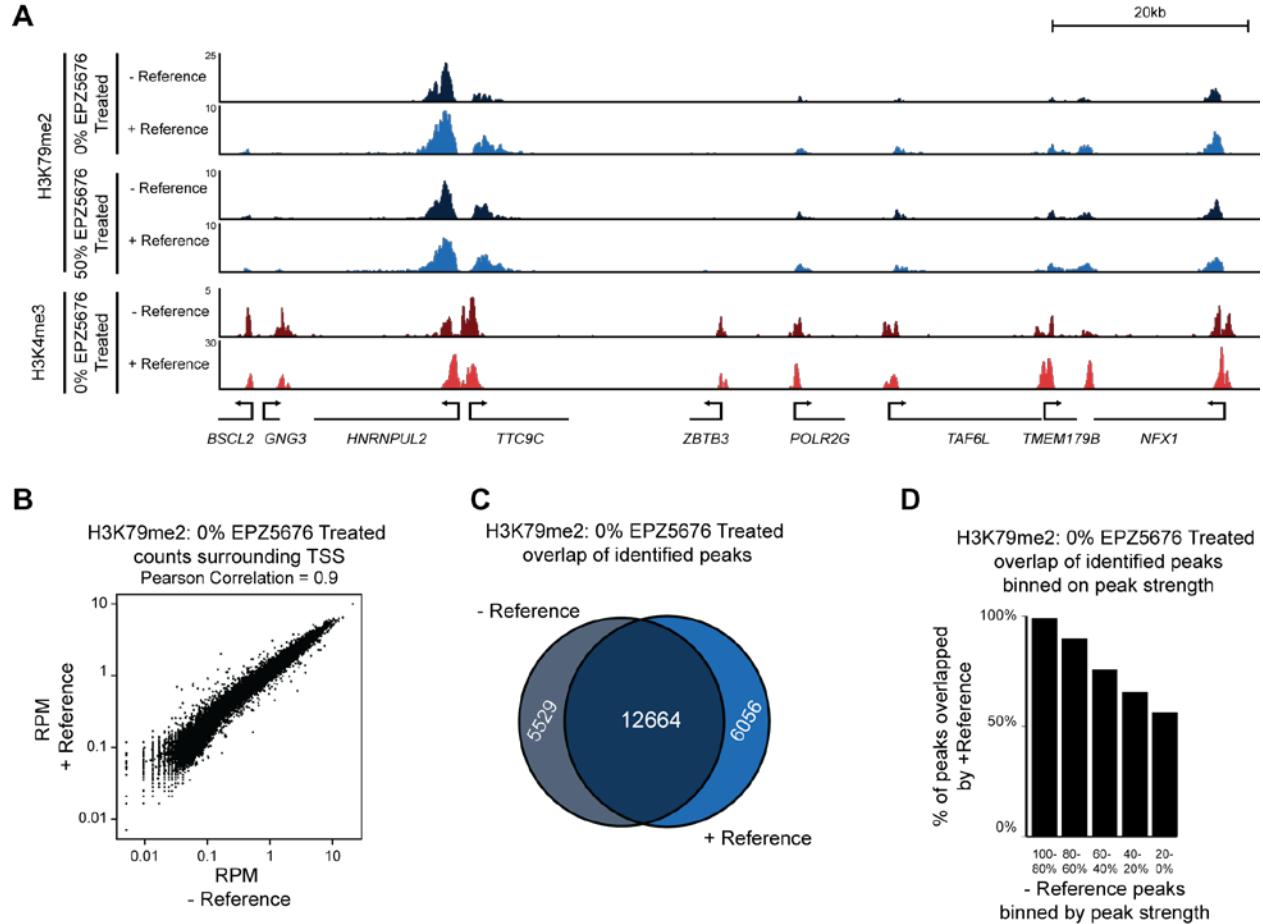 A
20kb
H3K79me2
0% EPZ5676
Treated
- Reference
25
+ Reference
10
50% EPZ5676
Treated
- Reference
10
+ Reference
10
H3K4me3
0% EPZ5676
Treated
- Reference
5
+ Reference
30
BSCL2 GNG3 HNRNPUL2 TTC9C ZBTB3 POLR2G TAF6L TMEM179B NFX1
B
H3K79me2: 0% EPZ5676 Treated
counts surrounding TSS
Pearson Correlation = 0.9
RPM
+ Reference
10
1
0.1
0.01
0.01 0.1 1 10
RPM
- Reference
C
H3K79me2: 0% EPZ5676 Treated
overlap of identified peaks
- Reference
5529
12664
6056
+ Reference
D
H3K79me2: 0% EPZ5676 Treated
overlap of identified peaks
binned on peak strength
% of peaks overlapped
by +Reference
100%
50%
0%
100- 80- 60- 40- 20-
80% 60% 40% 20% 0%
- Reference peaks
binned by peak strength